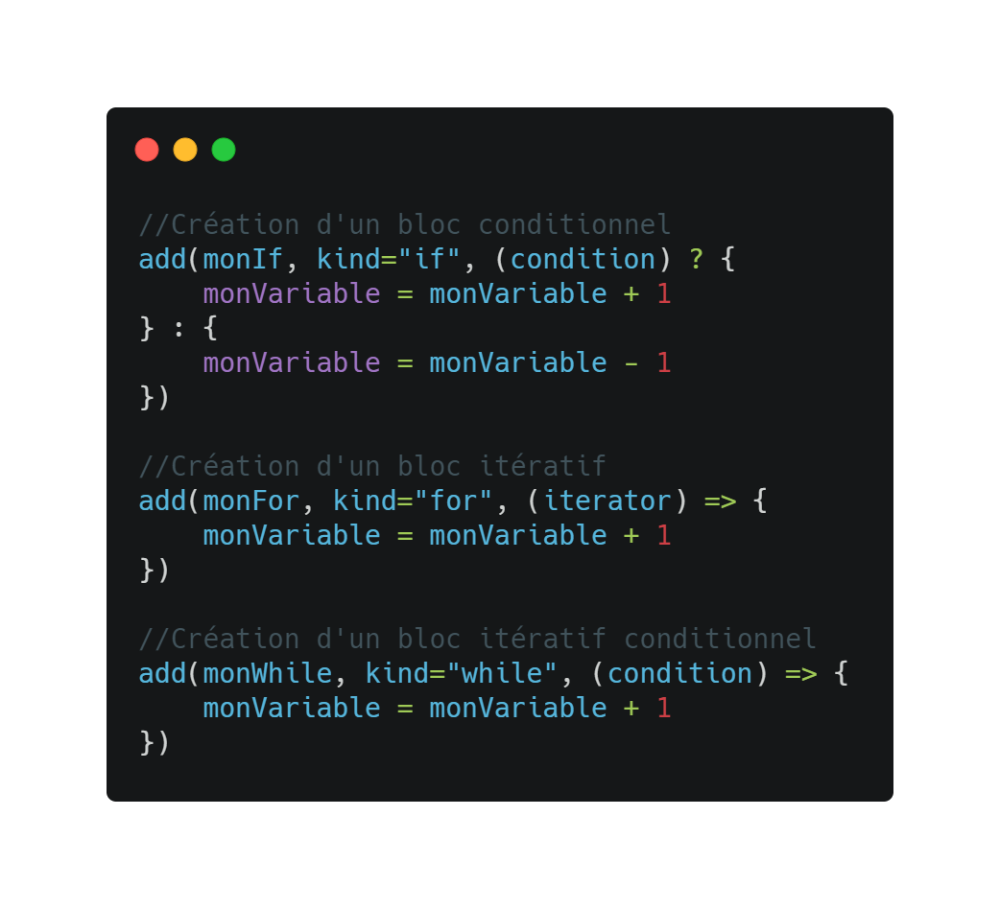 //Création d'un bloc conditionnel
add(monIf, kind="if", (condition) ? {
    monVariable = monVariable + 1
} : {
    monVariable = monVariable - 1
})

//Création d'un bloc itératif
add(monFor, kind="for", (iterator) => {
    monVariable = monVariable + 1
})

//Création d'un bloc itératif conditionnel
add(monWhile, kind="while", (condition) => {
    monVariable = monVariable + 1
})